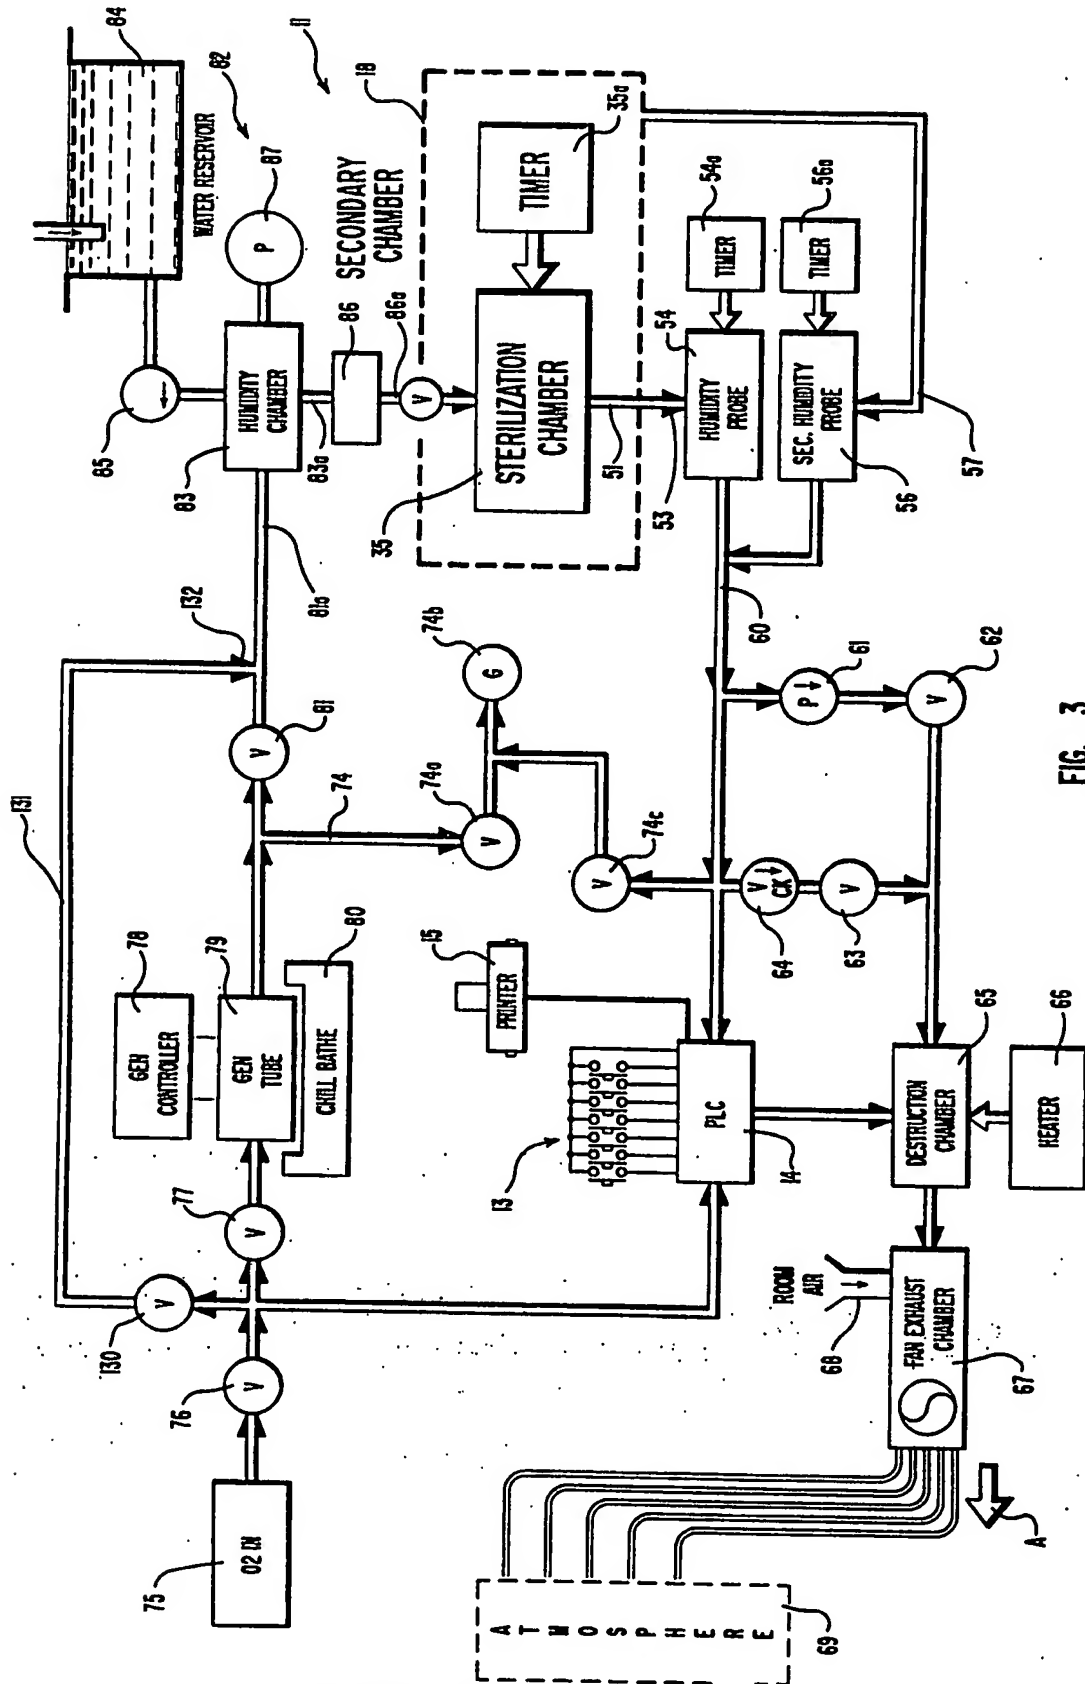 131
130
V
76
V
75
02 IN
77
V
78
GEN
CONTROLLER
79
GEN
TUBE
80
CHILL BATHE
81
V
132
81a
74
83
HUMIDITY
CHAMBER
83a
85
WATER RESERVOIR
84
82
P
87
11
86
SECONDARY
CHAMBER
86a
V
18
35
STERILIZATION
CHAMBER
TIMER
35a
51
53
74a
V
74b
G
74c
V
15
PRINTER
13
PLC
14
54
HUMIDITY
PROBE
TIMER
54a
SEC. HUMIDITY
PROBE
56
TIMER
56a
57
60
P
61
V
62
V
CK
64
V
63
DESTRUCTION
CHAMBER
65
HEATER
66
ROOM
AIR
68
FAN EXHAUST
CHAMBER
67
A
ATMOSPHERE
69
FIG. 3